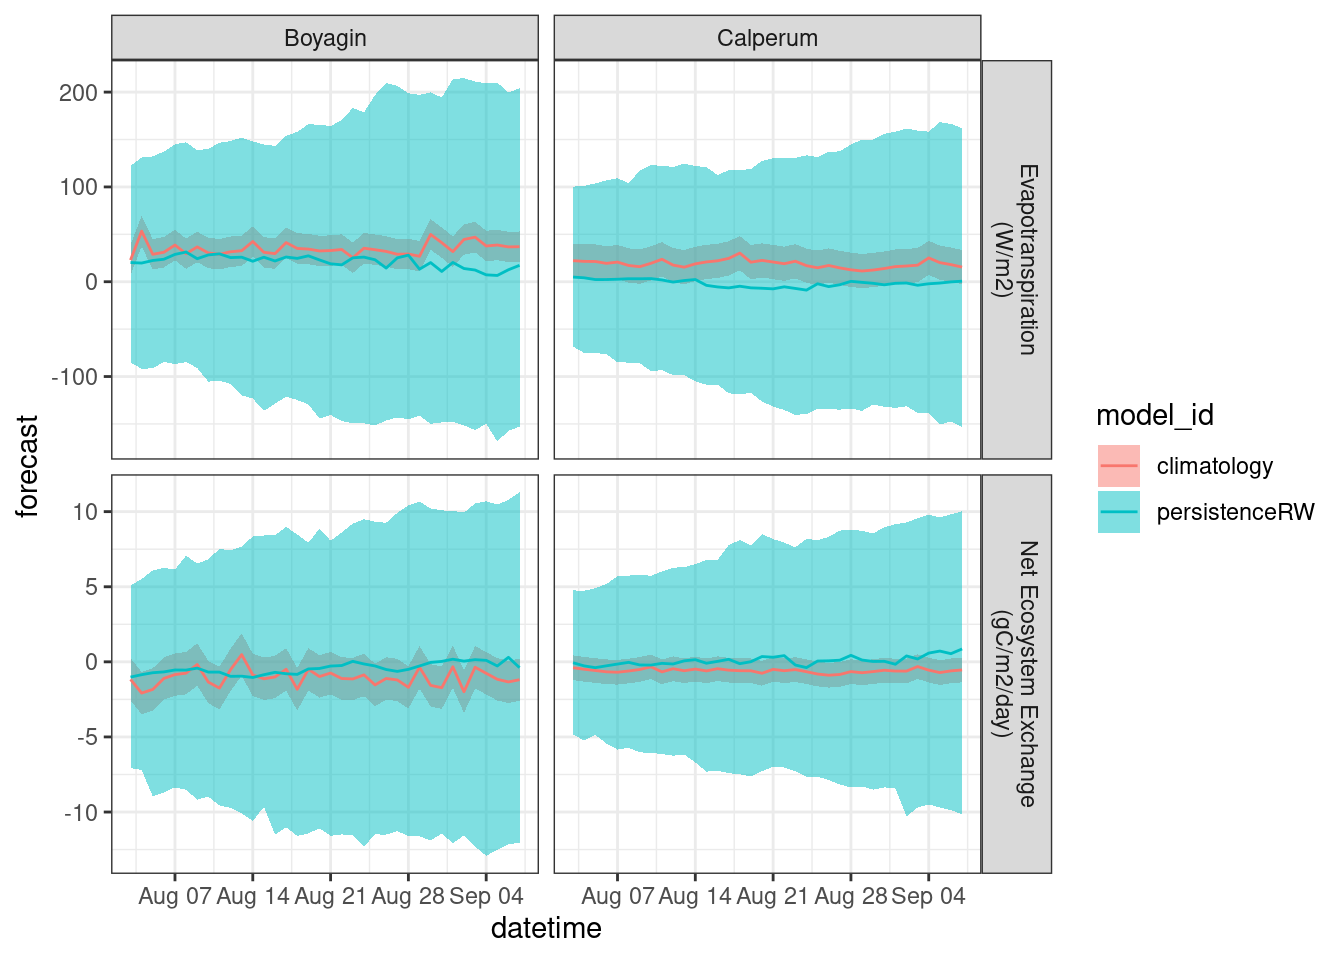 Boyagin
Calperum
200
100
0
-100
Evapotranspiration
(W/m2)
10
5
0
-5
-10
Net Ecosystem Exchange
(gC/m2/day)
forecast
Aug 07 Aug 14 Aug 21 Aug 28 Sep 04
Aug 07 Aug 14 Aug 21 Aug 28 Sep 04
datetime
model_id
climatology
persistenceRW